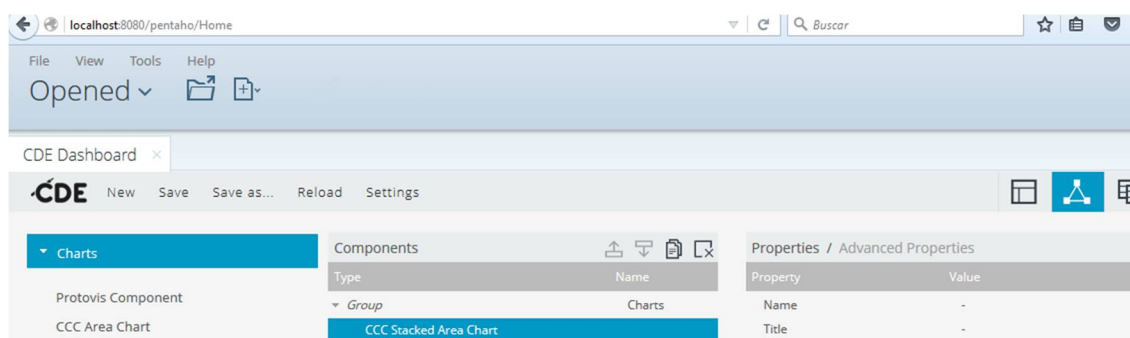 localhost:8080/pentaho/Home
Buscar
File View Tools Help
Opened
CDE Dashboard
CDE New Save Save as... Reload Settings
Charts
Components
Properties / Advanced Properties
Type Name
Property Value
Protovis Component
Group Charts
Name -
CCC Area Chart
CCC Stacked Area Chart
Title -